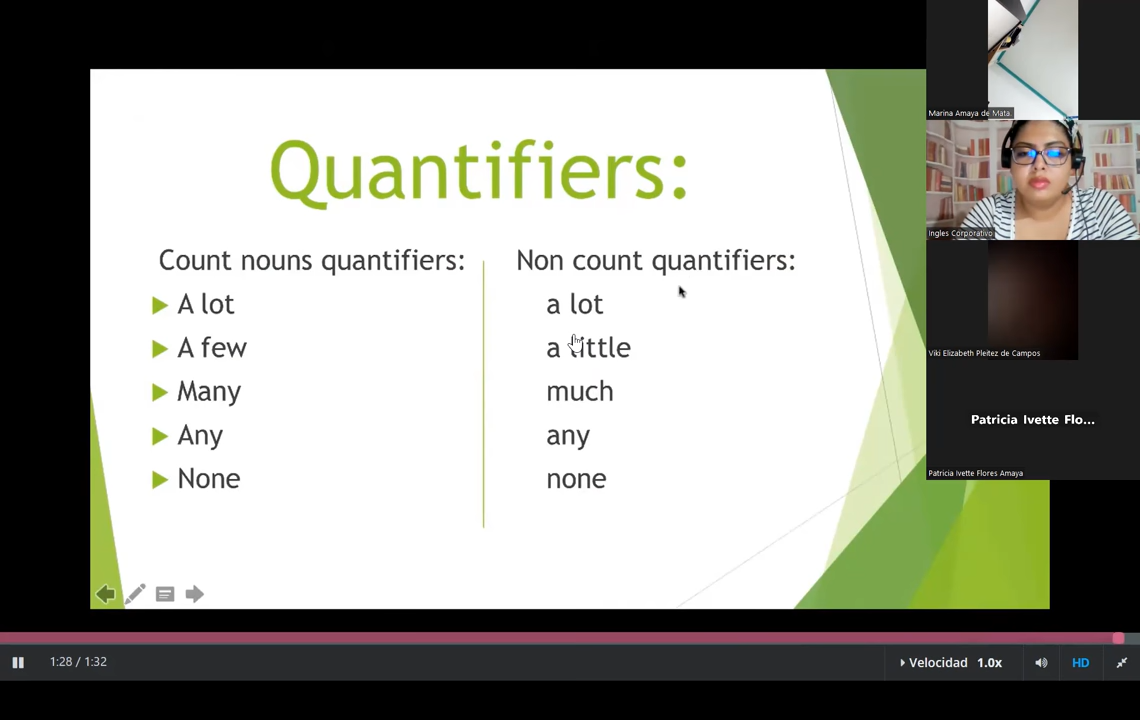 Quantifiers:
Count nouns quantifiers:
A lot
A few
Many
Any
None
Non count quantifiers:
a lot
a little
much
any
none
Marina Amaya de Mata.
Ingles Corporativo
Viki Elizabeth Pleitez de Campos
Patricia Ivette Flo...
Patricia Ivette Flores Amaya
1:28 / 1:32
Velocidad 1.0x
HD